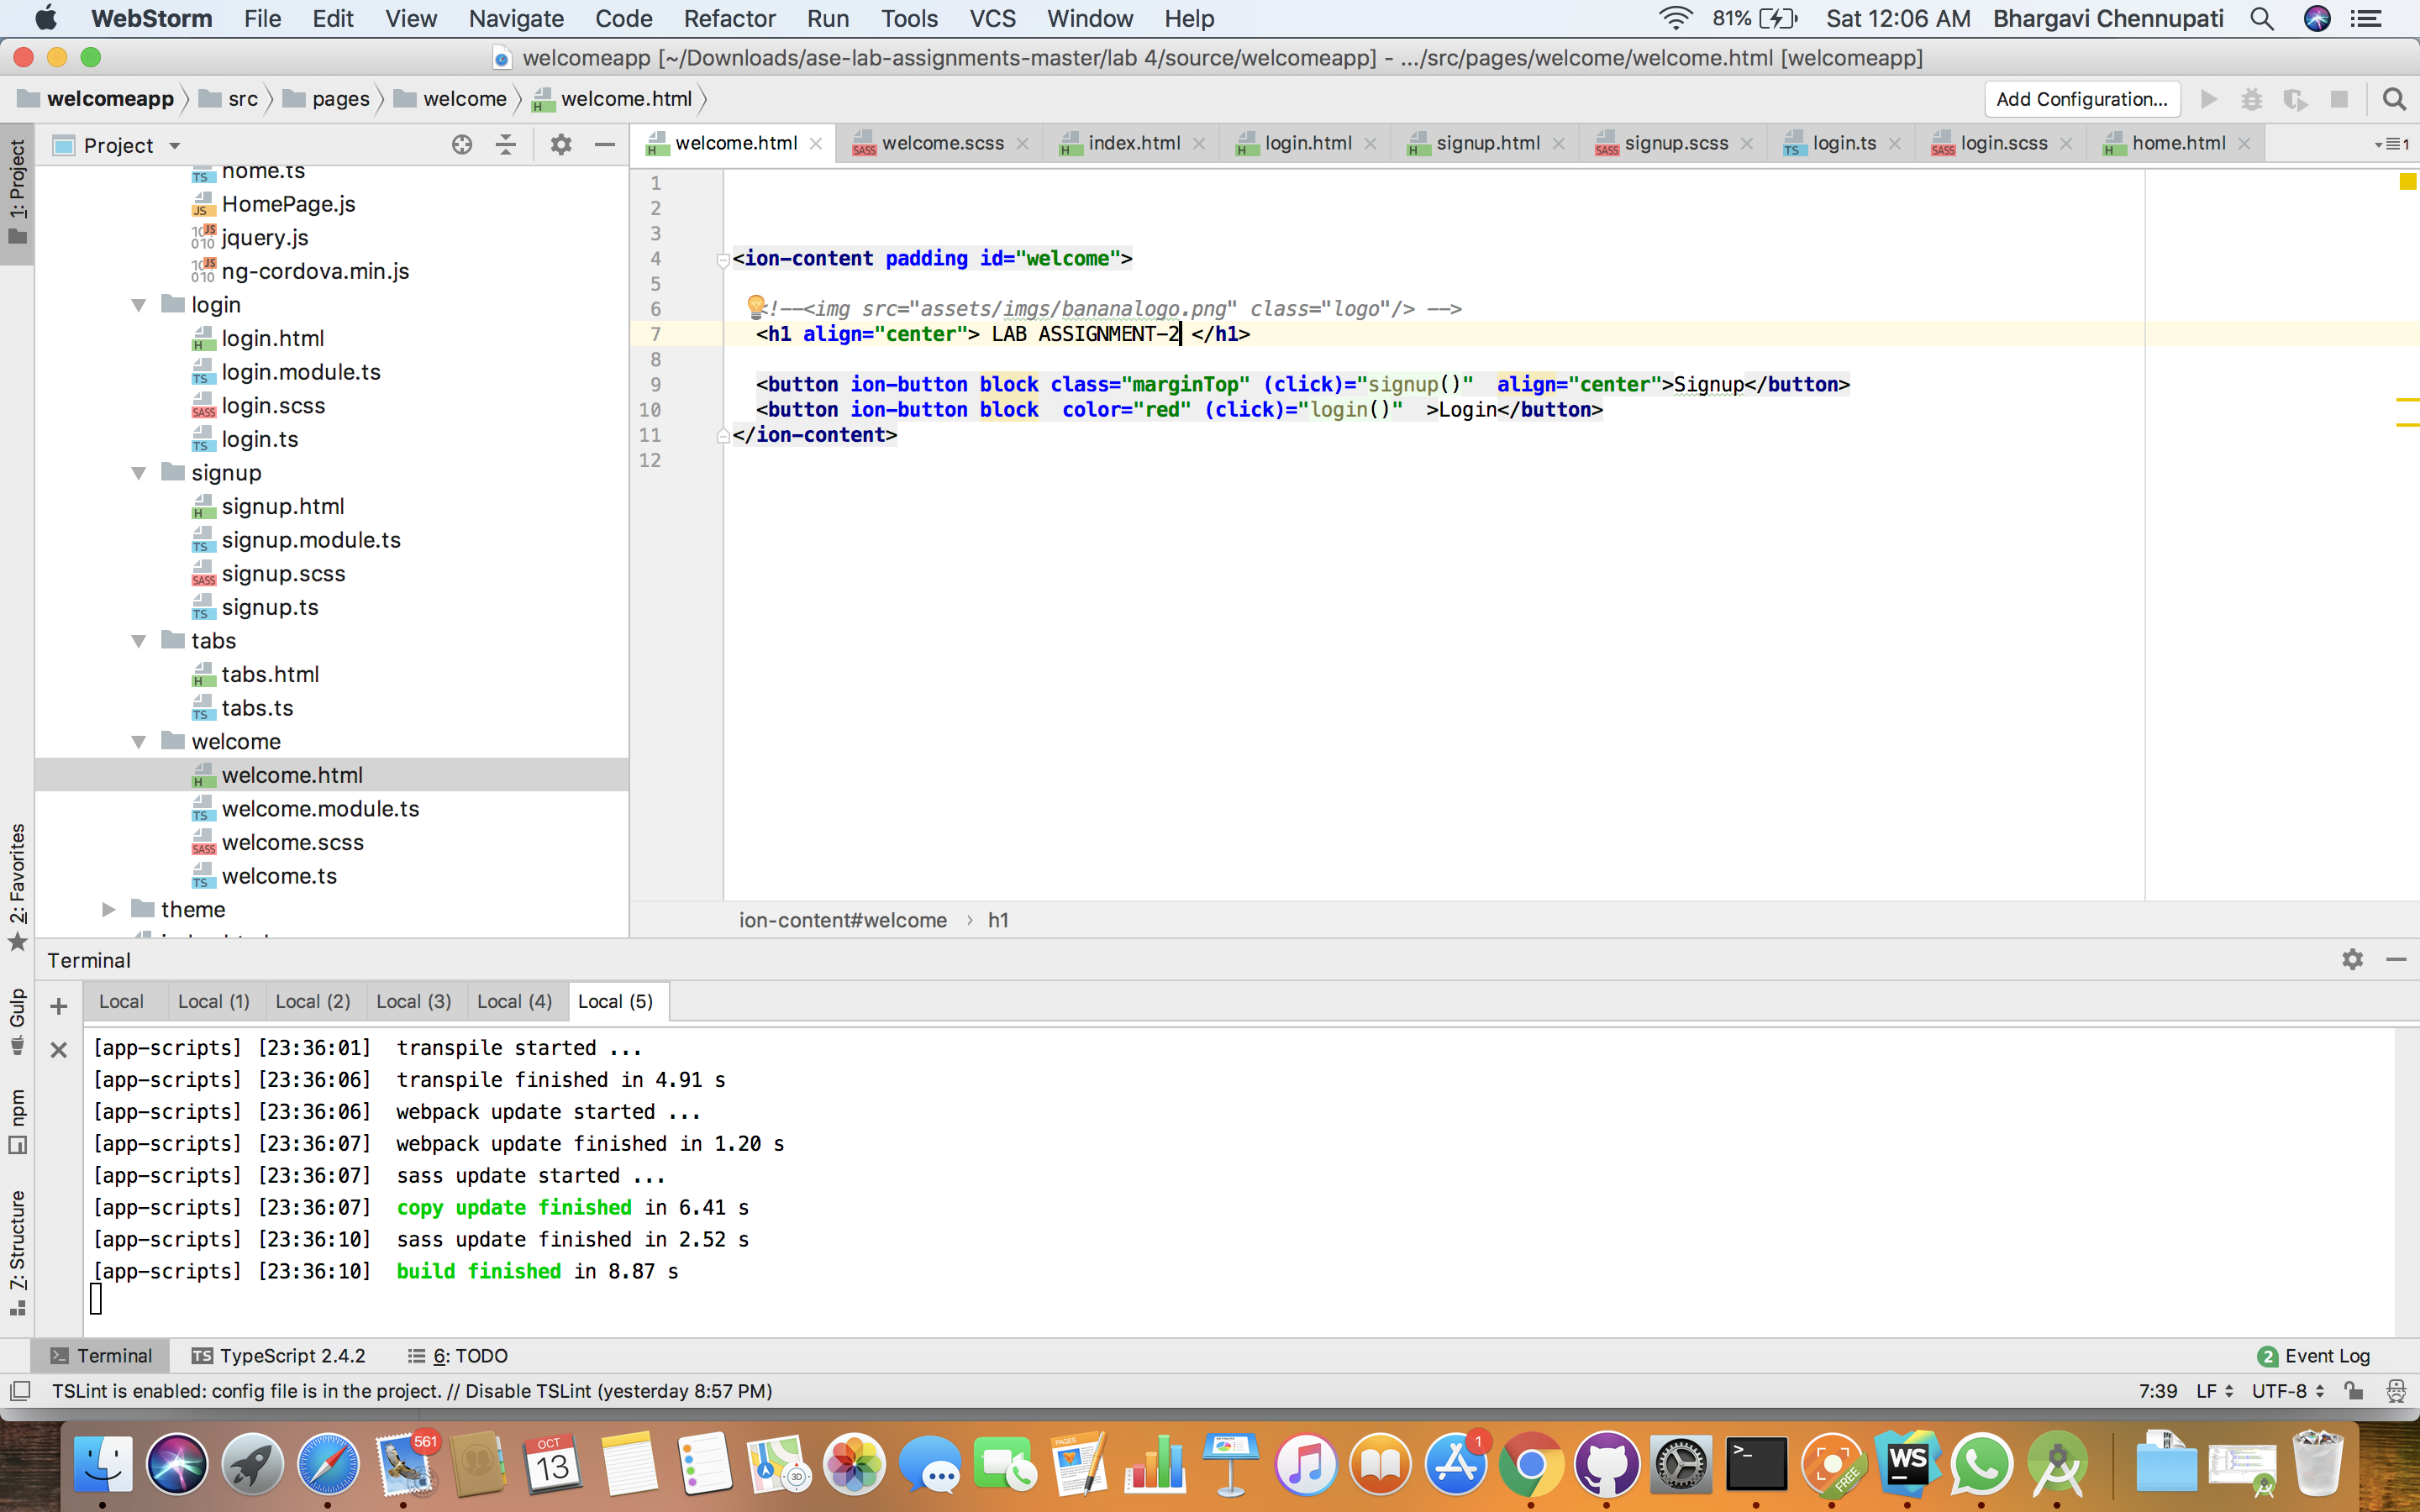 WebStorm File Edit View Navigate Code Refactor Run Tools VCS Window Help 81% Sat 12:06 AM Bhargavi Chennupati
welcomeapp [~/Downloads/ase-lab-assignments-master/lab 4/source/welcomeapp] - .../src/pages/welcome/welcome.html [welcomeapp]
welcomeapp src pages welcome welcome.html Add Configuration...
Project welcome.html welcome.scss index.html login.html signup.html signup.scss login.ts login.scss home.html 1
1: Project
home.ts
HomePage.js
jquery.js
ng-cordova.min.js
login
login.html
login.module.ts
login.scss
login.ts
signup
signup.html
signup.module.ts
signup.scss
signup.ts
tabs
tabs.html
tabs.ts
welcome
welcome.html
welcome.module.ts
welcome.scss
welcome.ts
theme
1
2
3
4 <ion-content padding id="welcome">
5
6 <!--<img src="assets/imgs/bananalogo.png" class="logo"/> -->
7 <h1 align="center"> LAB ASSIGNMENT-2 </h1>
8
9 <button ion-button block class="marginTop" (click)="signup()"  align="center">Signup</button>
10 <button ion-button block  color="red" (click)="login()"  >Login</button>
11 </ion-content>
12
ion-content#welcome › h1
2: Favorites
Gulp
npm
7: Structure
Terminal
Local Local (1) Local (2) Local (3) Local (4) Local (5)
[app-scripts] [23:36:01]  transpile started ...
[app-scripts] [23:36:06]  transpile finished in 4.91 s
[app-scripts] [23:36:06]  webpack update started ...
[app-scripts] [23:36:07]  webpack update finished in 1.20 s
[app-scripts] [23:36:07]  sass update started ...
[app-scripts] [23:36:07]  copy update finished in 6.41 s
[app-scripts] [23:36:10]  sass update finished in 2.52 s
[app-scripts] [23:36:10]  build finished in 8.87 s
Terminal TypeScript 2.4.2 6: TODO 2 Event Log
TSLint is enabled: config file is in the project. // Disable TSLint (yesterday 8:57 PM) 7:39 LF UTF-8
561 OCT 13 PAGES 3D 1 >_ FREE WS